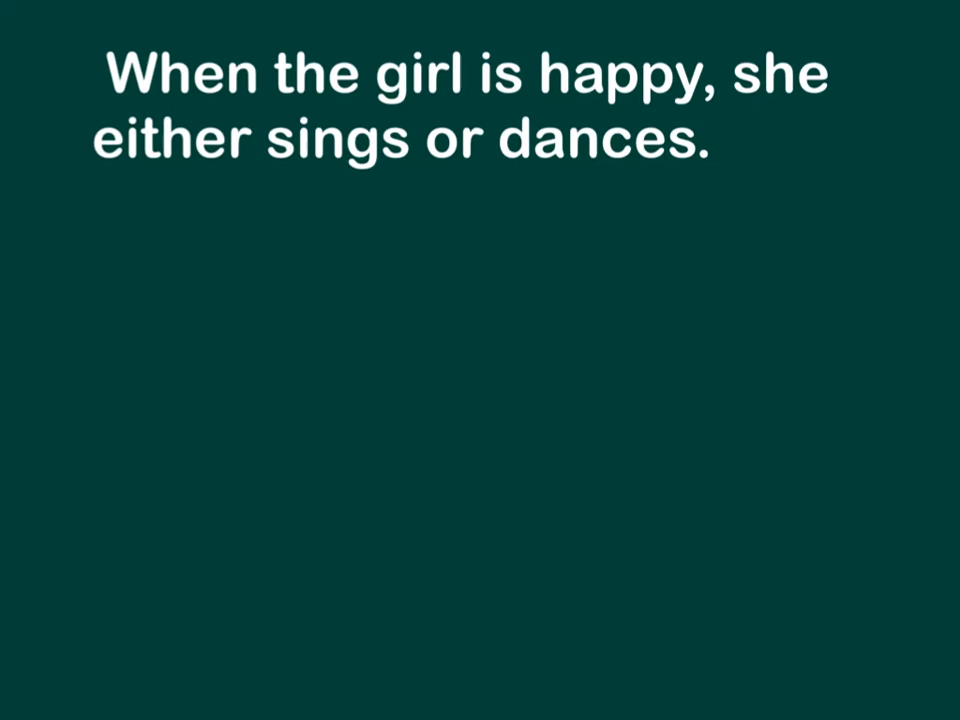 When the girl is happy, she
either sings or dances.